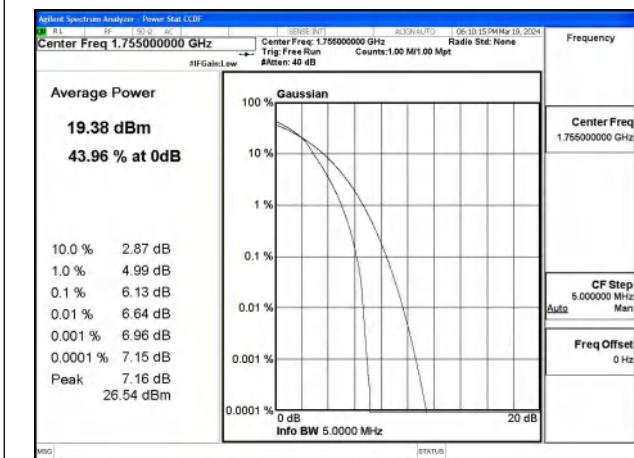 Agilent Spectrum Analyzer - Power Stat CCDF
RL RF 50 Ω AC SENSE:INT ALIGN AUTO 06:10:15 PM Mar 19, 2024
Center Freq 1.755000000 GHz
Center Freq: 1.755000000 GHz Radio Std: None
Trig: Free Run Counts:1.00 M/1.00 Mpt
#IFGain:Low #Atten: 40 dB
Frequency
Average Power
19.38 dBm
43.96 % at 0dB
10.0 % 2.87 dB
1.0 % 4.99 dB
0.1 % 6.13 dB
0.01 % 6.64 dB
0.001 % 6.96 dB
0.0001 % 7.15 dB
Peak 7.16 dB
26.54 dBm
Gaussian
100 %
10 %
1 %
0.1 %
0.01 %
0.001 %
0.0001 %
0 dB 20 dB
Info BW 5.0000 MHz
Center Freq
1.755000000 GHz
CF Step
5.000000 MHz
Auto Man
Freq Offset
0 Hz
MSG STATUS